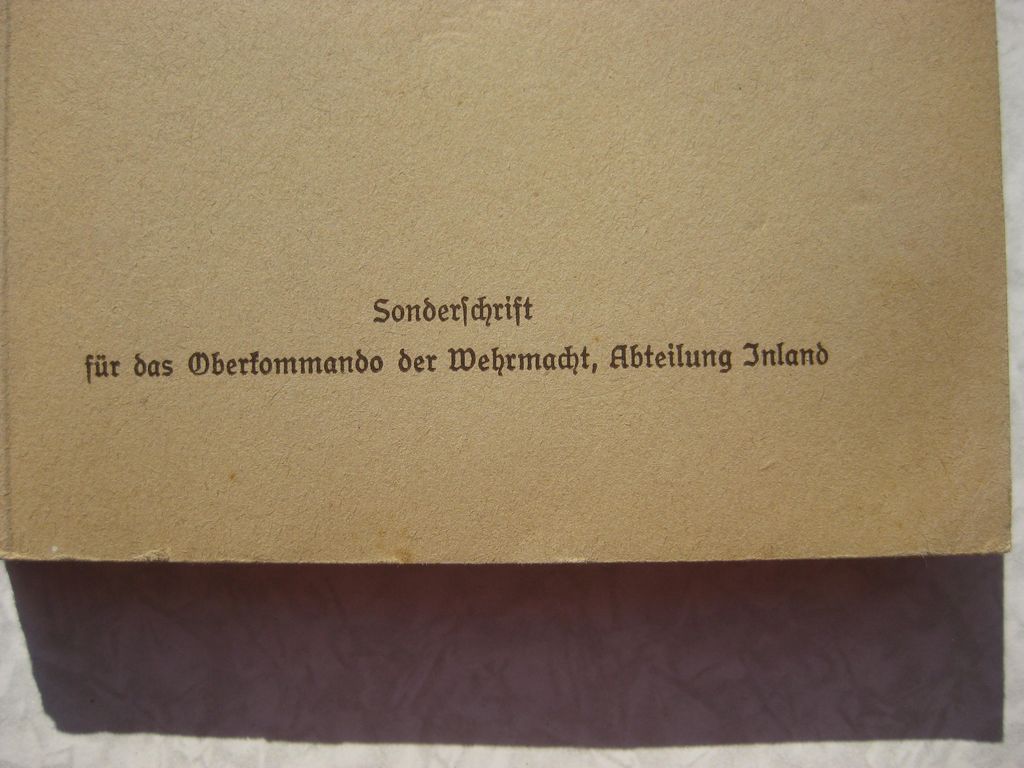 Sonderschrift
für das Oberkommando der Wehrmacht, Abteilung Inland